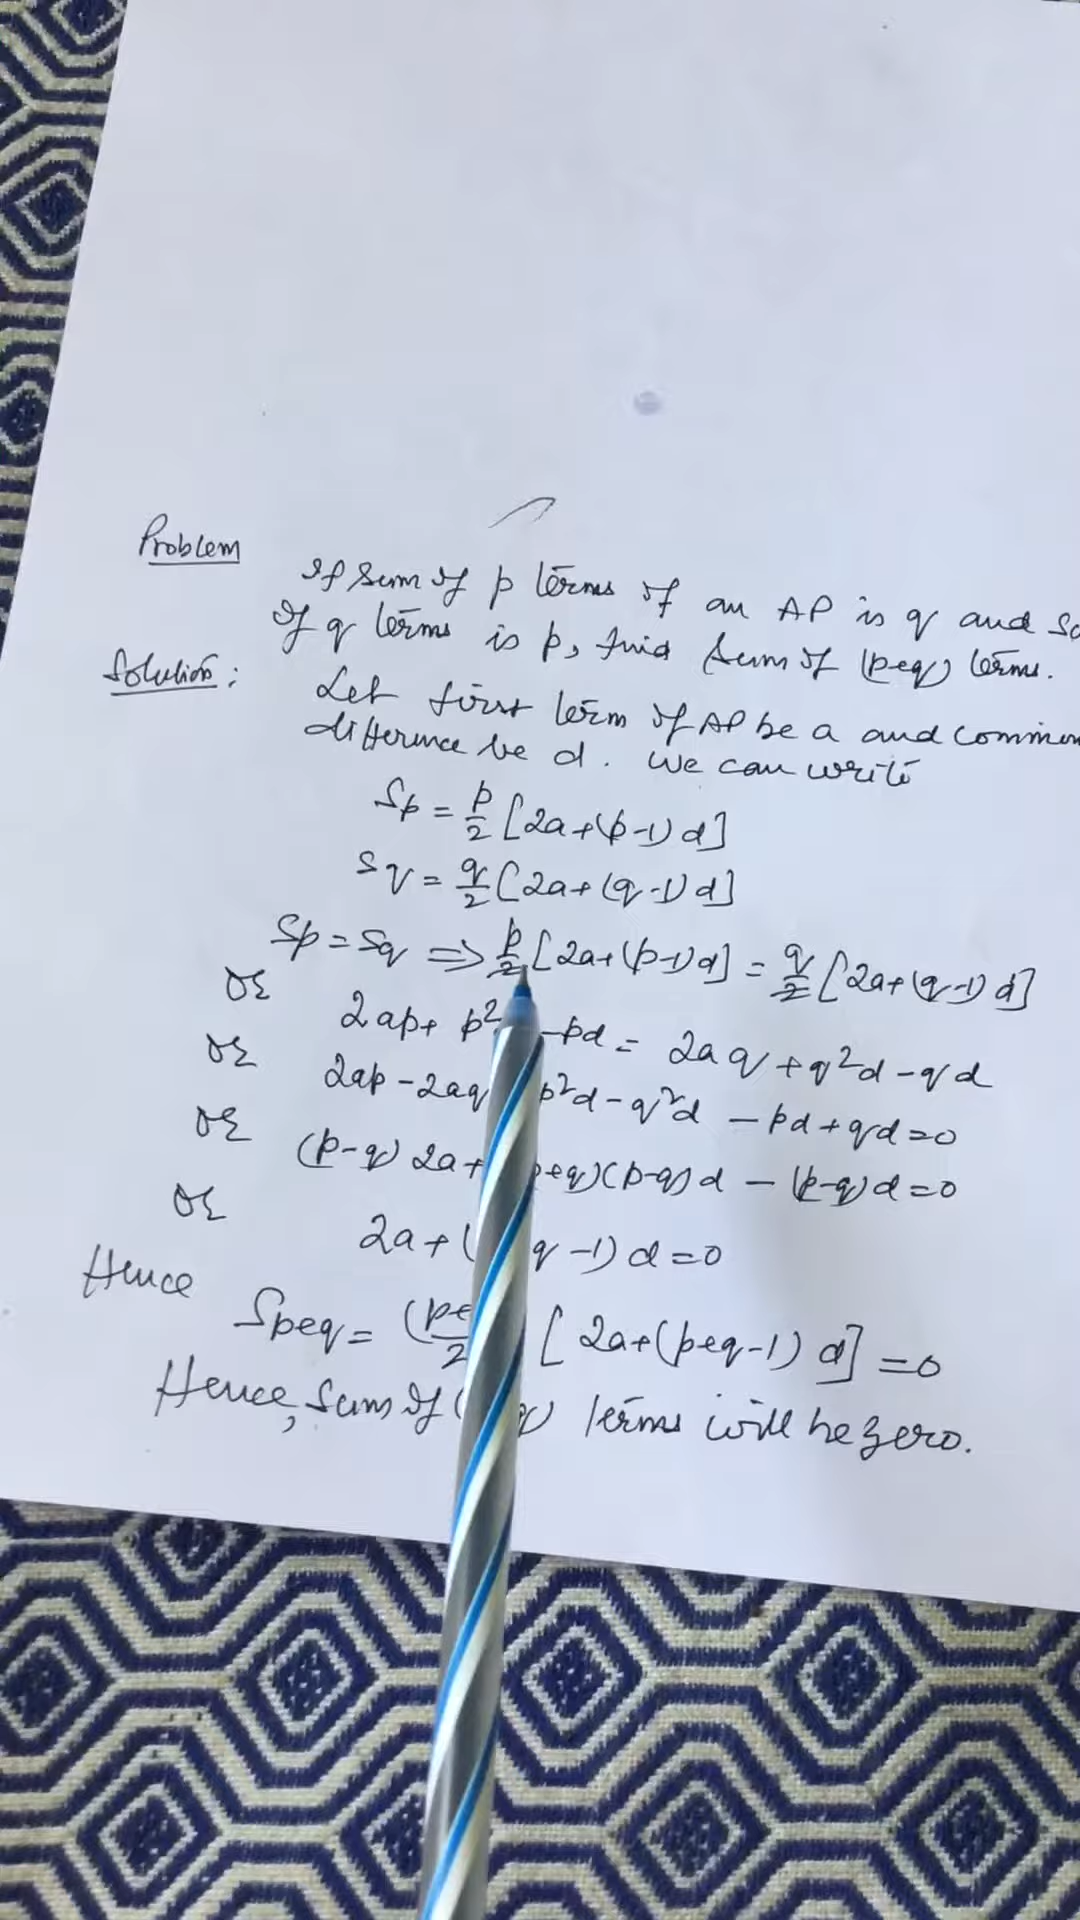 Problem
If sum of p terms of an AP is q and
of q terms is p, find sum of (p+q) terms.
Solution:
Let first term of AP be a and common
difference be d. We can write
Sp = p/2 [2a+(p-1)d]
Sq = q/2 [2a+(q-1)d]
Sp = Sq ⇒ p/2 [2a+(p-1)d] = q/2 [2a+(q-1)d]
or 2ap+ p² -pd = 2aq +q²d-qd
or 2ap-2aq p²d-q²d -pd+qd=0
or (p-q)2a+ p+q)(p-q)d - (p-q)d=0
or 2a+( q-1)d=0
Hence
Sp+q = (p+ /2 [2a+(p+q-1)d] =0
Hence, sum of ( q) terms will be zero.